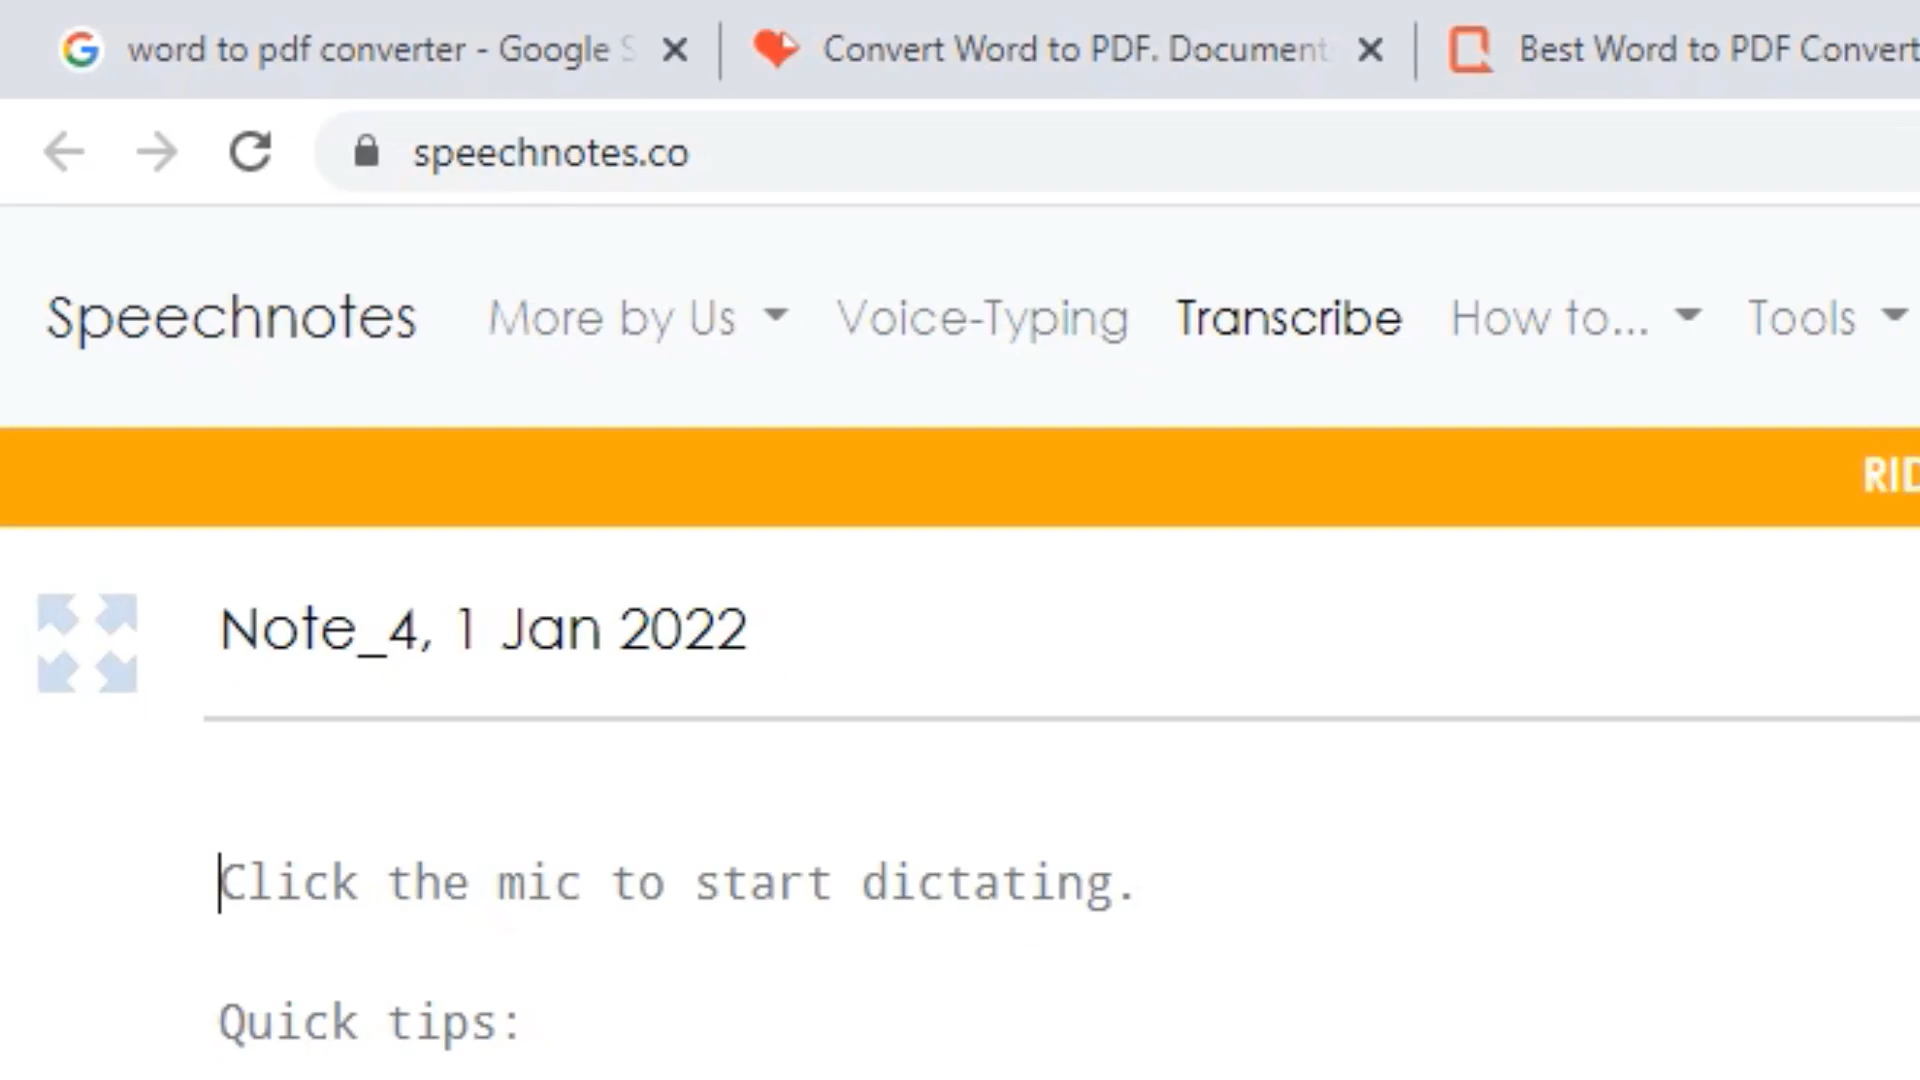 word to pdf converter - Google S
Convert Word to PDF. Document
Best Word to PDF Convert
speechnotes.co
Speechnotes More by Us Voice-Typing Transcribe How to... Tools
RID
Note_4, 1 Jan 2022
Click the mic to start dictating.
Quick tips: